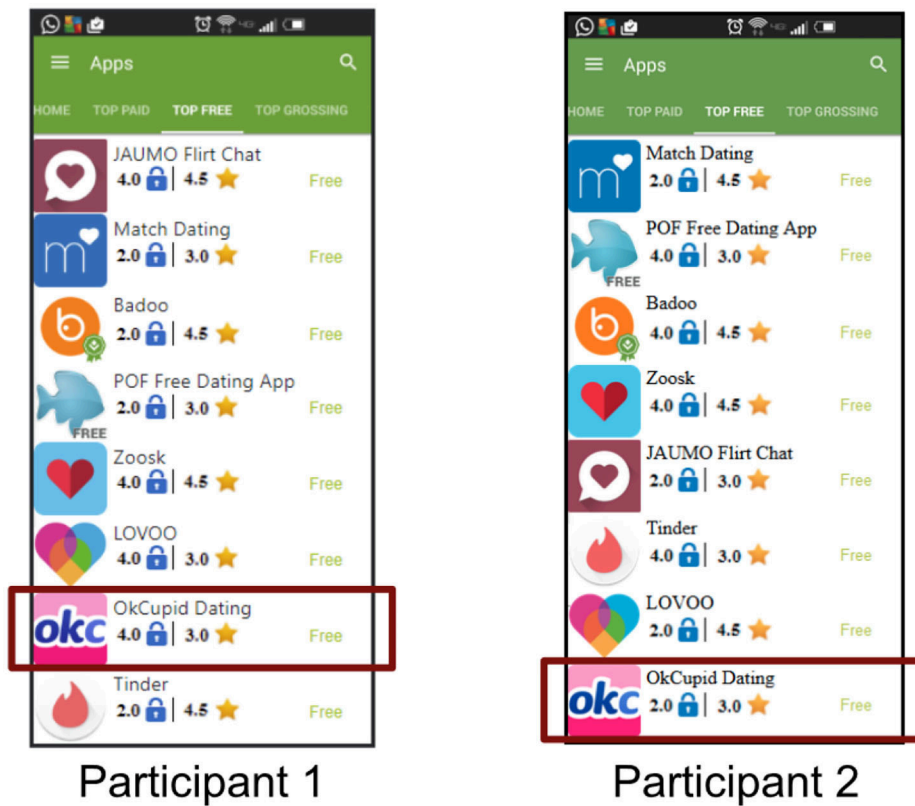 Apps
HOME TOP PAID TOP FREE TOP GROSSING
JAUMO Flirt Chat
4.0 4.5 Free
Match Dating
m
2.0 3.0 Free
Badoo
b
2.0 4.5 Free
POF Free Dating App
2.0 3.0 Free
FREE
Zoosk
4.0 4.5 Free
LOVOO
4.0 3.0 Free
OkCupid Dating
okc
4.0 3.0 Free
Tinder
2.0 4.5 Free
Participant 1
Apps
HOME TOP PAID TOP FREE TOP GROSSING
Match Dating
m
2.0 4.5 Free
POF Free Dating App
4.0 3.0 Free
FREE
Badoo
b
4.0 4.5 Free
Zoosk
4.0 4.5 Free
JAUMO Flirt Chat
2.0 3.0 Free
Tinder
4.0 3.0 Free
LOVOO
2.0 4.5 Free
OkCupid Dating
okc
2.0 3.0 Free
Participant 2